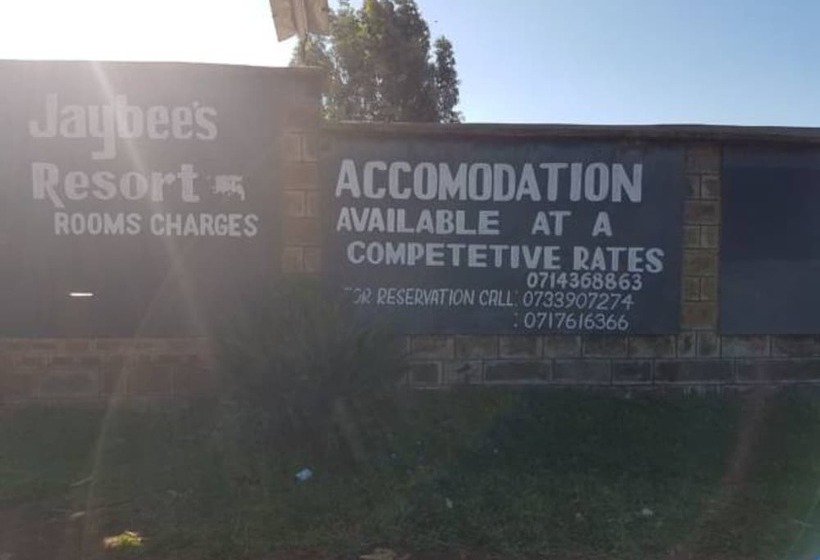 Jaybee's
Resort
ROOMS CHARGES
ACCOMODATION
AVAILABLE AT A
COMPETETIVE RATES
0714368863
FOR RESERVATION CALL: 0733907274
: 0717616366